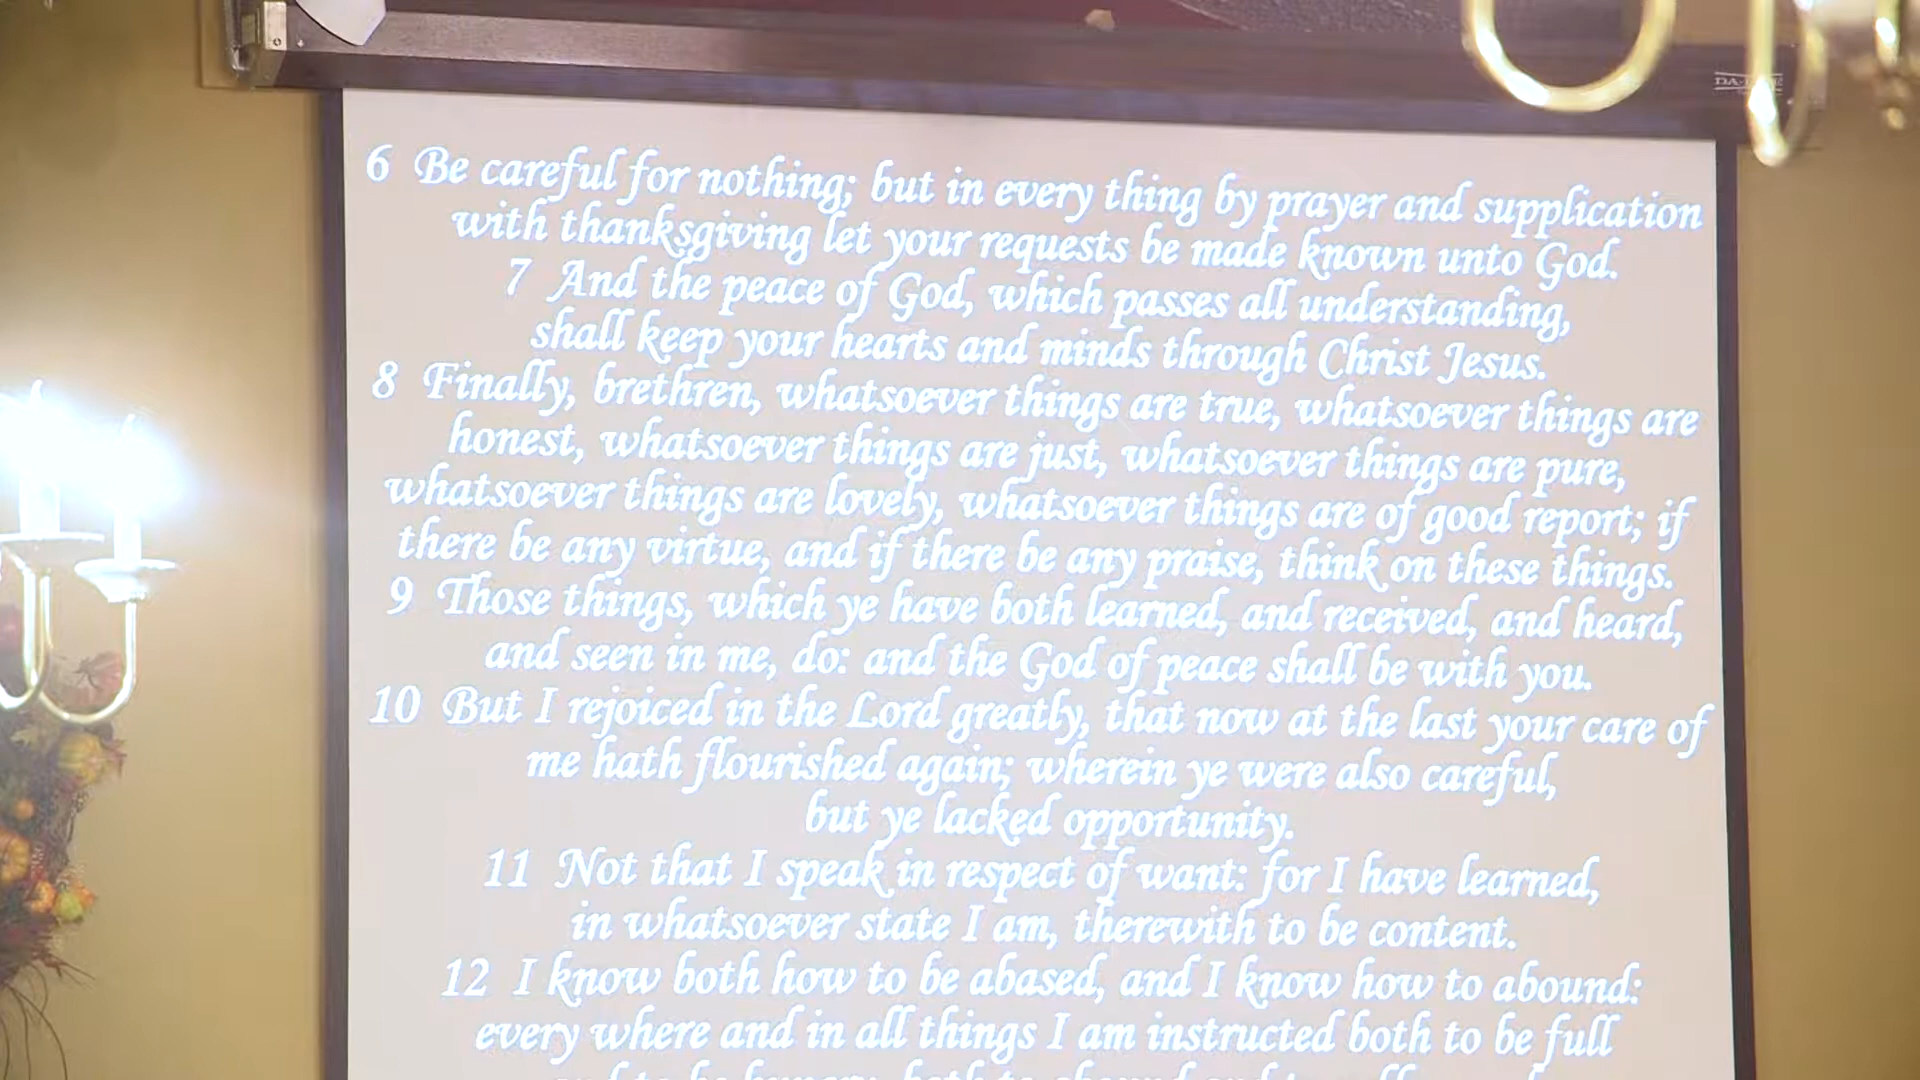 6 Be careful for nothing; but in every thing by prayer and supplication
with thanksgiving let your requests be made known unto God.
7 And the peace of God, which passes all understanding,
shall keep your hearts and minds through Christ Jesus.
8 Finally, brethren, whatsoever things are true, whatsoever things are
honest, whatsoever things are just, whatsoever things are pure,
whatsoever things are lovely, whatsoever things are of good report; if
there be any virtue, and if there be any praise, think on these things.
9 Those things, which ye have both learned, and received, and heard,
and seen in me, do: and the God of peace shall be with you.
10 But I rejoiced in the Lord greatly, that now at the last your care of
me hath flourished again; wherein ye were also careful,
but ye lacked opportunity.
11 Not that I speak in respect of want: for I have learned,
in whatsoever state I am, therewith to be content.
12 I know both how to be abased, and I know how to abound:
every where and in all things I am instructed both to be full